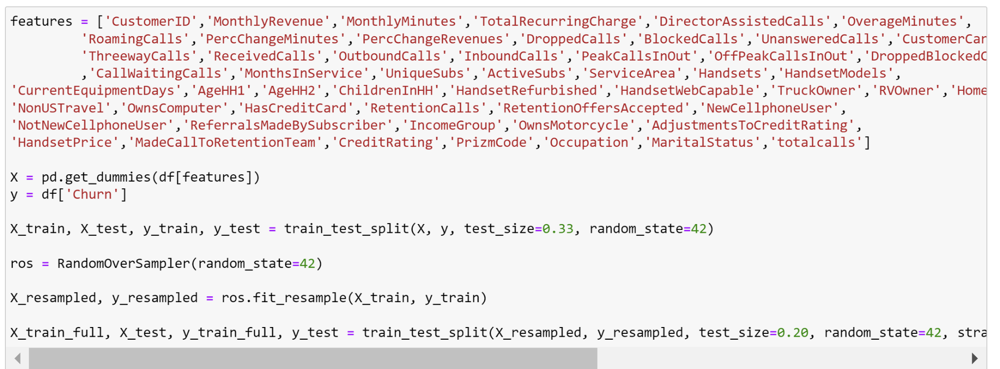 features = ['CustomerID','MonthlyRevenue','MonthlyMinutes','TotalRecurringCharge','DirectorAssistedCalls','OverageMinutes',
'RoamingCalls','PercChangeMinutes','PercChangeRevenues','DroppedCalls','BlockedCalls','UnansweredCalls','CustomerCar
'ThreewayCalls','ReceivedCalls','OutboundCalls','InboundCalls','PeakCallsInOut','OffPeakCallsInOut','DroppedBlockedC
,'CallWaitingCalls','MonthsInService','UniqueSubs','ActiveSubs','ServiceArea','Handsets','HandsetModels',
'CurrentEquipmentDays','AgeHH1','AgeHH2','ChildrenInHH','HandsetRefurbished','HandsetWebCapable','TruckOwner','RVOwner','Home
'NonUSTravel','OwnsComputer','HasCreditCard','RetentionCalls','RetentionOffersAccepted','NewCellphoneUser',
'NotNewCellphoneUser','ReferralsMadeBySubscriber','IncomeGroup','OwnsMotorcycle','AdjustmentsToCreditRating',
'HandsetPrice','MadeCallToRetentionTeam','CreditRating','PrizmCode','Occupation','MaritalStatus','totalcalls']
X = pd.get_dummies(df[features])
y = df['Churn']
X_train, X_test, y_train, y_test = train_test_split(X, y, test_size=0.33, random_state=42)
ros = RandomOverSampler(random_state=42)
X_resampled, y_resampled = ros.fit_resample(X_train, y_train)
X_train_full, X_test, y_train_full, y_test = train_test_split(X_resampled, y_resampled, test_size=0.20, random_state=42, stra